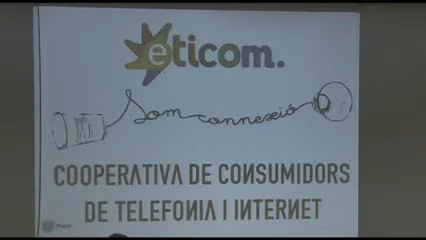 eticom.
Som connexió
COOPERATIVA DE CONSUMIDORS
DE TELEFONIA I INTERNET